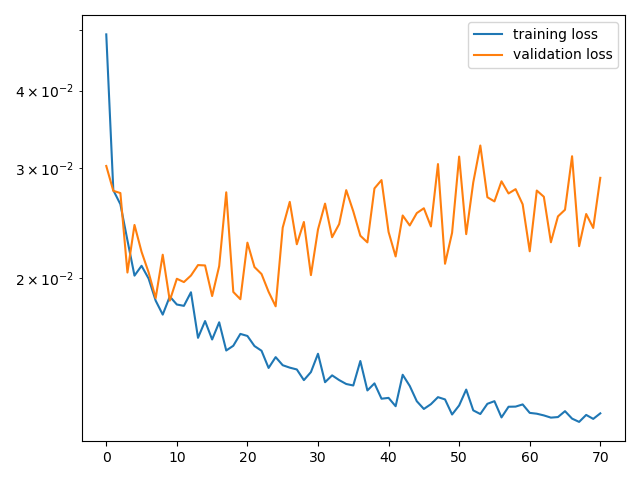 training loss
validation loss
4 × 10⁻²
3 × 10⁻²
2 × 10⁻²
0 10 20 30 40 50 60 70